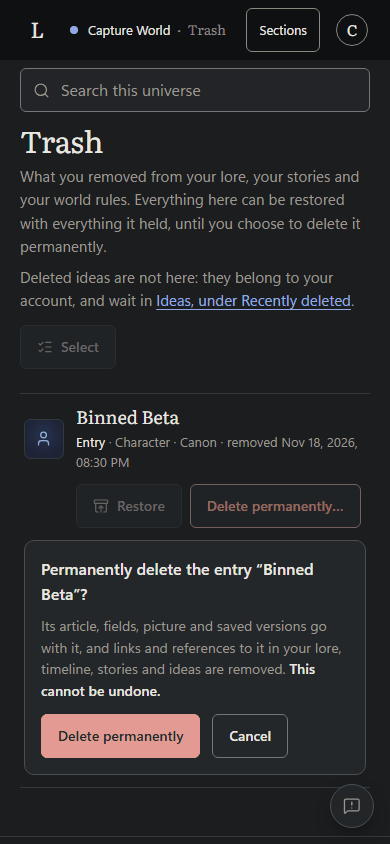 L Capture World · Trash Sections C
Search this universe
Trash
What you removed from your lore, your stories and
your world rules. Everything here can be restored
with everything it held, until you choose to delete it
permanently.
Deleted ideas are not here: they belong to your
account, and wait in Ideas, under Recently deleted.
Select
Binned Beta
Entry · Character · Canon · removed Nov 18, 2026,
08:30 PM
Restore Delete permanently...
Permanently delete the entry “Binned
Beta”?
Its article, fields, picture and saved versions go
with it, and links and references to it in your lore,
timeline, stories and ideas are removed. This
cannot be undone.
Delete permanently Cancel